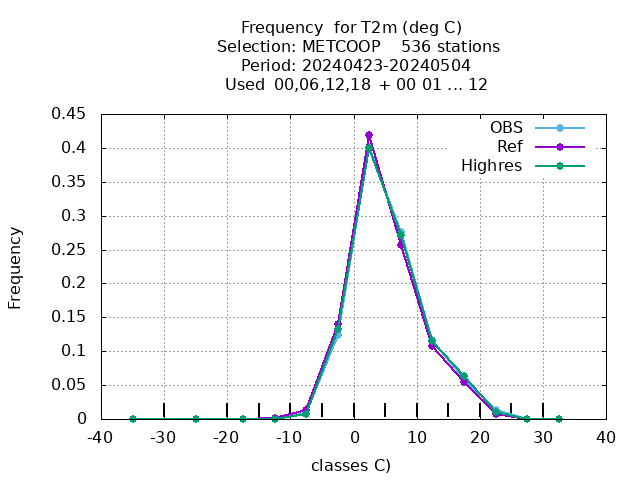 Frequency  for T2m (deg C)
Selection: METCOOP    536 stations
Period: 20240423-20240504
Used  00,06,12,18  + 00 01 ... 12
0.45
0.4
0.35
0.3
0.25
0.2
0.15
0.1
0.05
0
Frequency
OBS
Ref
Highres
-40 -30 -20 -10 0 10 20 30 40
classes C)